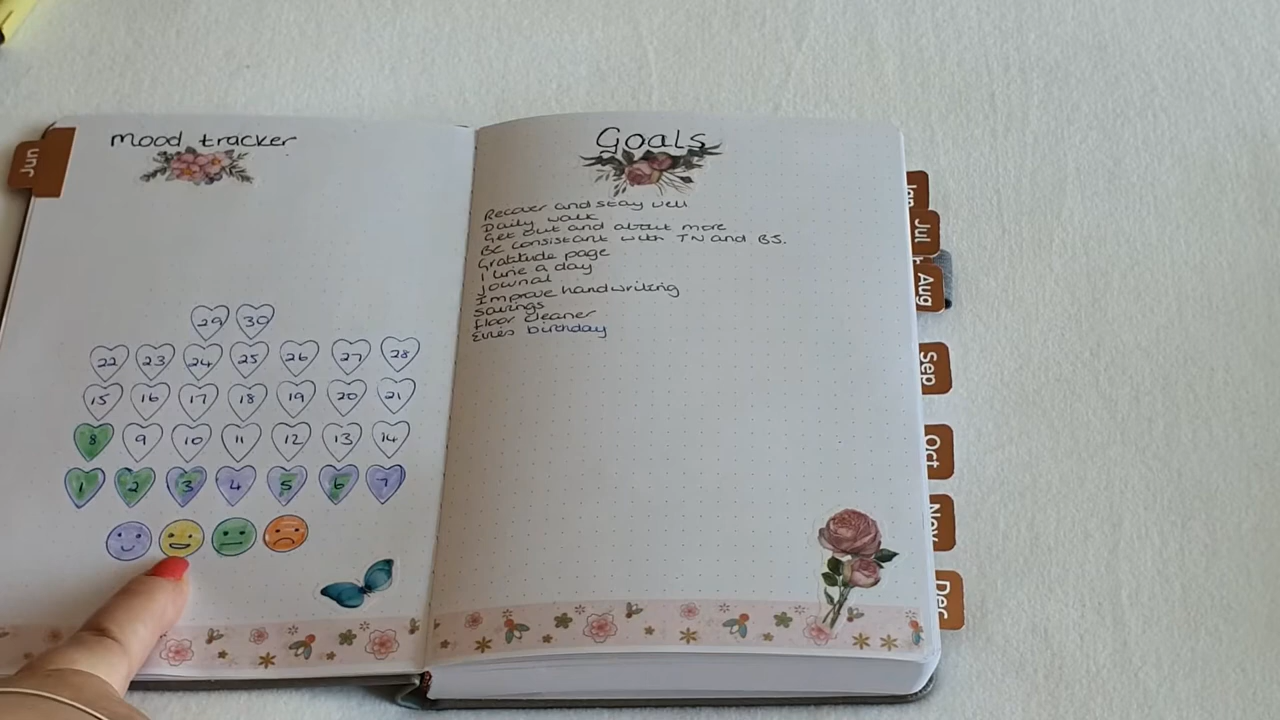 Jun
mood tracker
29 30
22 23 24 25 26 27 28
15 16 17 18 19 20 21
8 9 10 11 12 13 14
1 2 3 4 5 6 7
Goals
Recover and stay well
Daily walk
Get out and about more
Be consistant with TN and BJ.
Gratitude page
1 line a day
Journal
Improve handwriting
Savings
Floor cleaner
birthday
Jan
Jul
Aug
Sep
Oct
Nov
Dec